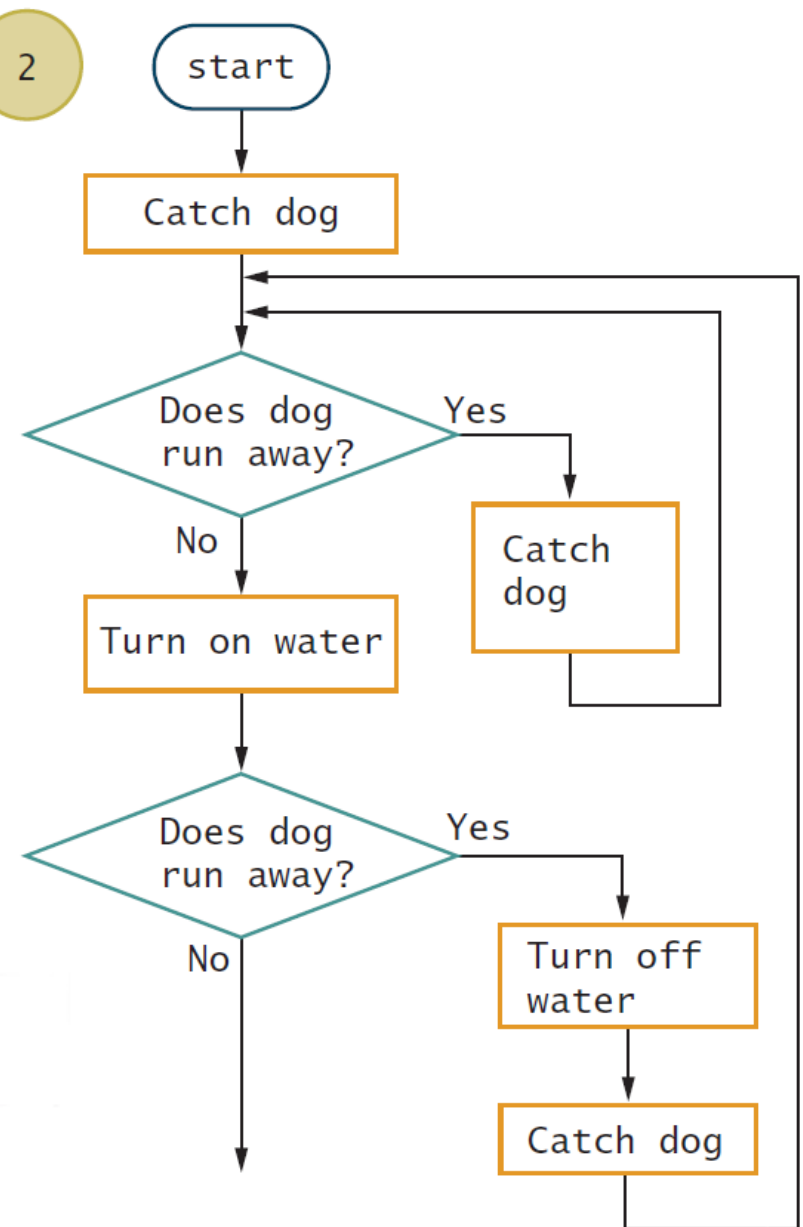 2
start
Catch dog
Does dog
run away?
Yes
No
Catch
dog
Turn on water
Does dog
run away?
Yes
No
Turn off
water
Catch dog